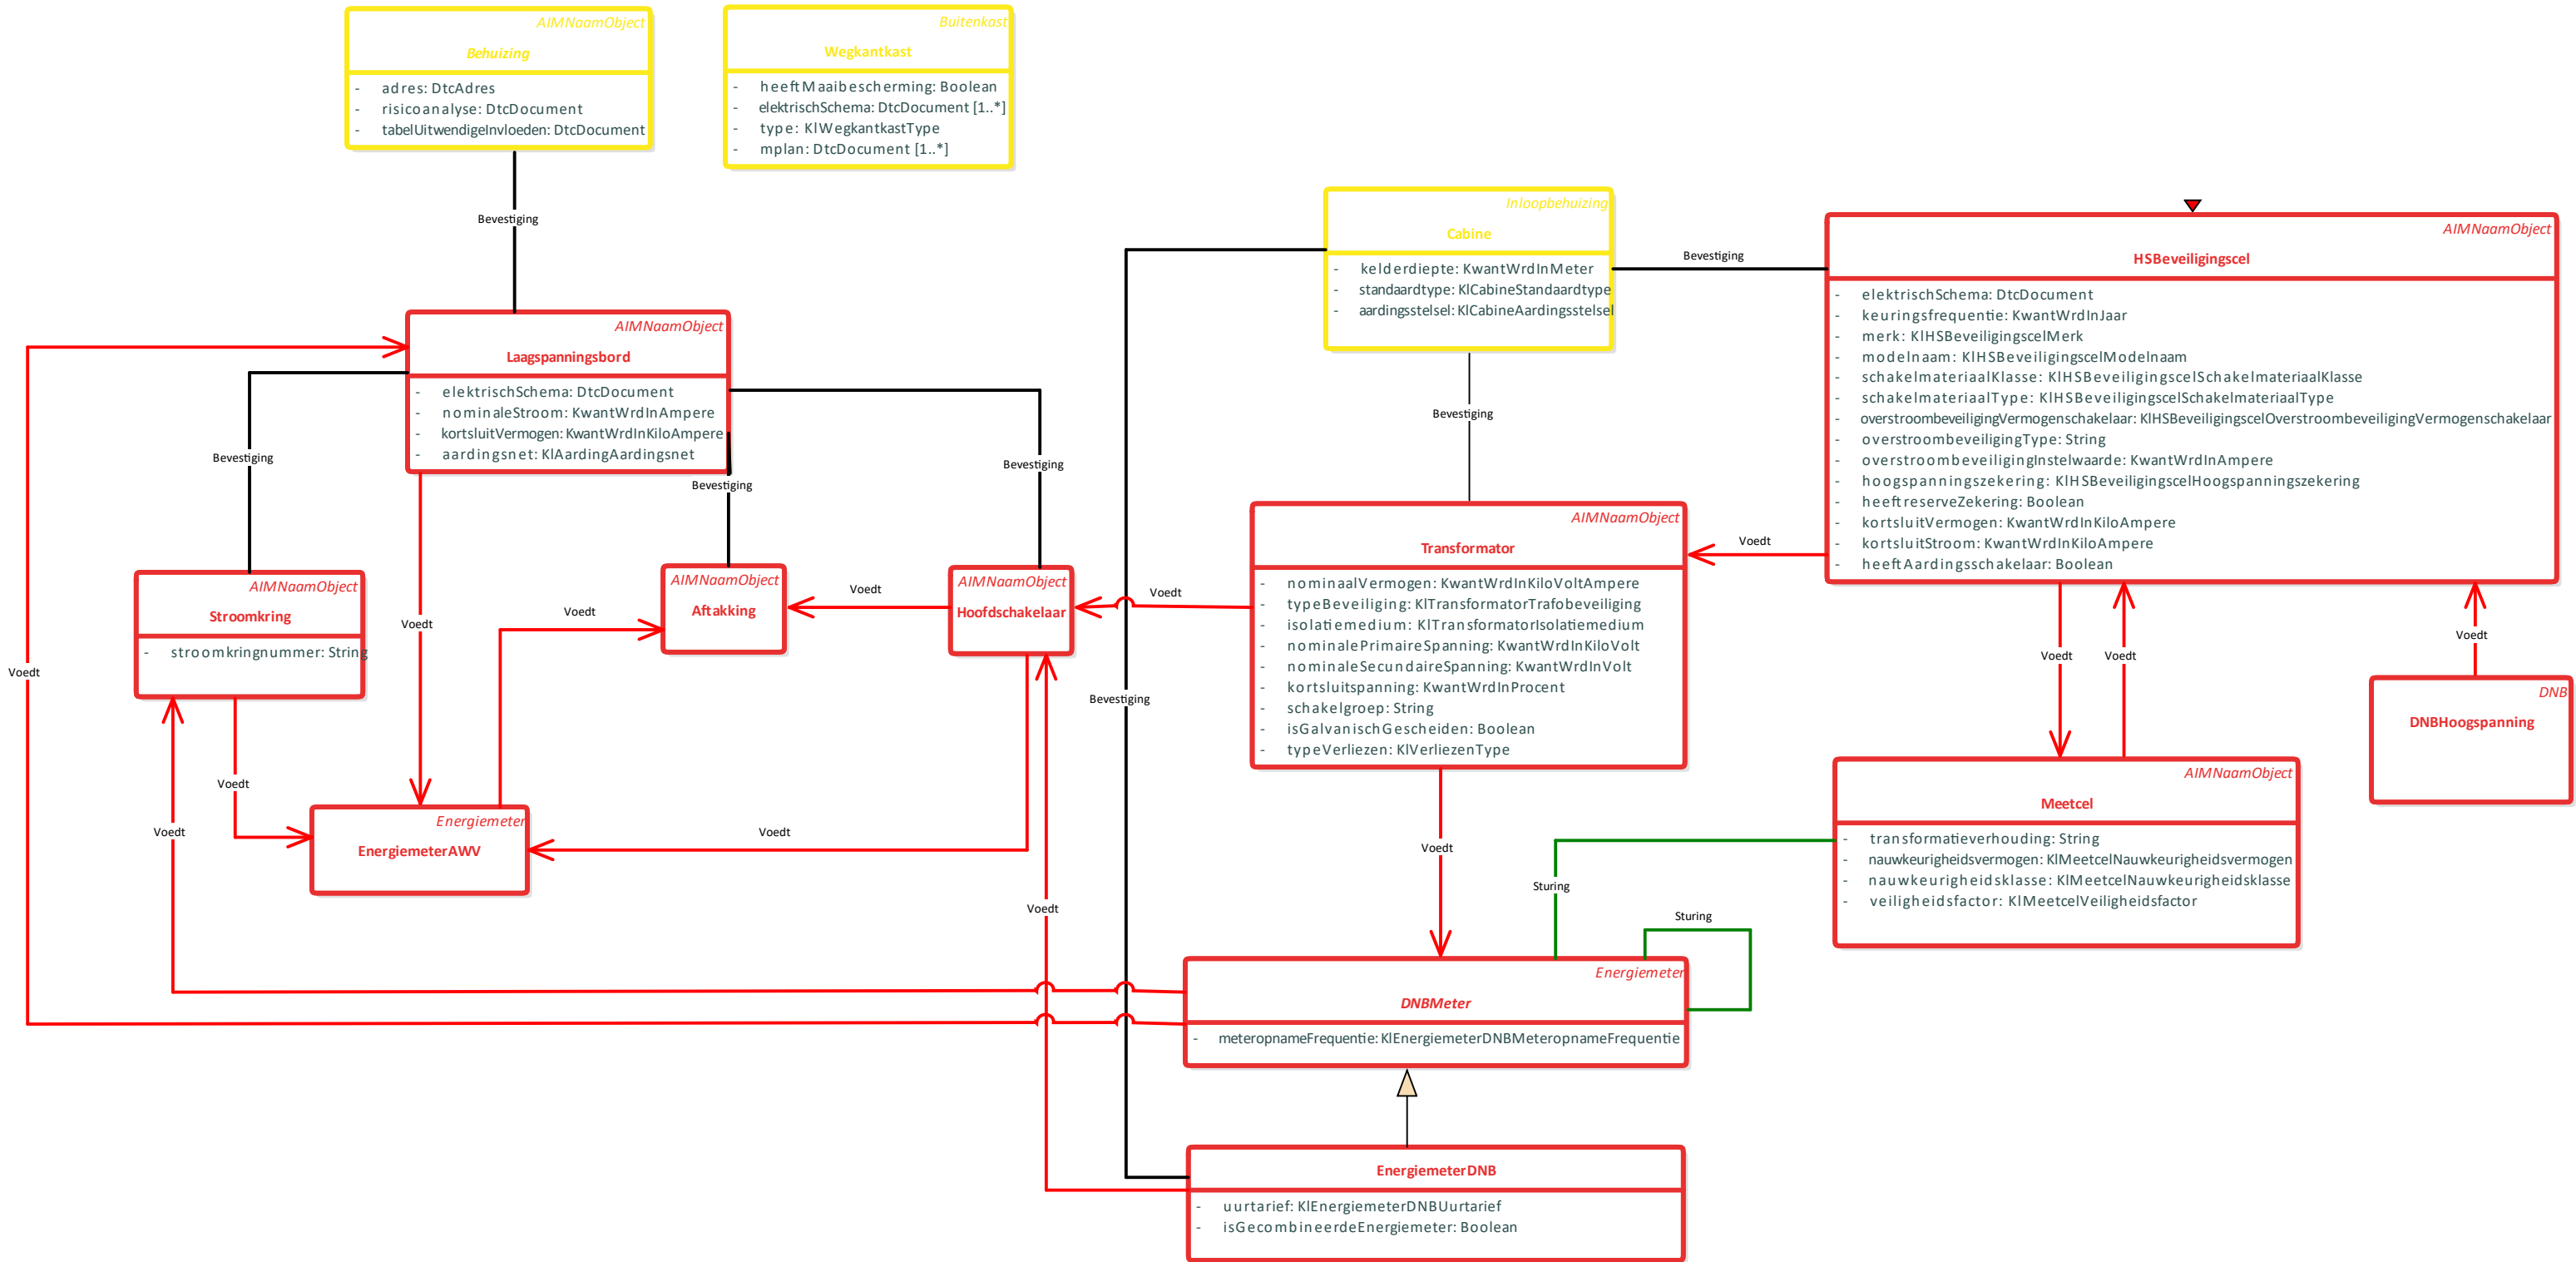 AIMNaamObject
Behuizing
- adres: DtcAdres
- risicoanalyse: DtcDocument
- tabelUitwendigeInvloeden: DtcDocument
Buitenkast
Wegkantkast
- heeftMaaibescherming: Boolean
- elektrischSchema: DtcDocument [1..*]
- type: KlWegkantkastType
- mplan: DtcDocument [1..*]
Bevestiging
Inloopbehuizing
Cabine
- kelderdiepte: KwantWrdInMeter
- standaardtype: KlCabineStandaardtype
- aardingsstelsel: KlCabineAardingsstelsel
Bevestiging
AIMNaamObject
HSBeveiligingscel
- elektrischSchema: DtcDocument
- keuringsfrequentie: KwantWrdInJaar
- merk: KlHSBeveiligingscelMerk
- modelnaam: KlHSBeveiligingscelModelnaam
- schakelmateriaalKlasse: KlHSBeveiligingscelSchakelmateriaalKlasse
- schakelmateriaalType: KlHSBeveiligingscelSchakelmateriaalType
- overstroombeveiligingVermogenschakelaar: KlHSBeveiligingscelOverstroombeveiligingVermogenschakelaar
- overstroombeveiligingType: String
- overstroombeveiligingInstelwaarde: KwantWrdInAmpere
- hoogspanningszekering: KlHSBeveiligingscelHoogspanningszekering
- heeftreserveZekering: Boolean
- kortsluitVermogen: KwantWrdInKiloAmpere
- kortsluitStroom: KwantWrdInKiloAmpere
- heeftAardingsschakelaar: Boolean
AIMNaamObject
Laagspanningsbord
- elektrischSchema: DtcDocument
- nominaleStroom: KwantWrdInAmpere
- kortsluitVermogen: KwantWrdInKiloAmpere
- aardingsnet: KlAardingAardingsnet
Bevestiging
Bevestiging
Bevestiging
Bevestiging
AIMNaamObject
Stroomkring
- stroomkringnummer: String
Voedt
Voedt
AIMNaamObject
Aftakking
Voedt
AIMNaamObject
Hoofdschakelaar
Voedt
AIMNaamObject
Transformator
- nominaalVermogen: KwantWrdInKiloVoltAmpere
- typeBeveiliging: KlTransformatorTrafobeveiliging
- isolatiemedium: KlTransformatorIsolatiemedium
- nominalePrimaireSpanning: KwantWrdInKiloVolt
- nominaleSecundaireSpanning: KwantWrdInVolt
- kortsluitspanning: KwantWrdInProcent
- schakelgroep: String
- isGalvanischGescheiden: Boolean
- typeVerliezen: KlVerliezenType
Voedt
Voedt
Voedt
Voedt
DNB
DNBHoogspanning
Voedt
Bevestiging
Voedt
Voedt
Energiemeter
EnergiemeterAWV
Voedt
Voedt
Voedt
AIMNaamObject
Meetcel
- transformatieverhouding: String
- nauwkeurigheidsvermogen: KlMeetcelNauwkeurigheidsvermogen
- nauwkeurigheidsklasse: KlMeetcelNauwkeurigheidsklasse
- veiligheidsfactor: KlMeetcelVeiligheidsfactor
Sturing
Sturing
Energiemeter
DNBMeter
- meteropnameFrequentie: KlEnergiemeterDNBMeteropnameFrequentie
EnergiemeterDNB
- uurtarief: KlEnergiemeterDNBUurtarief
- isGecombineerdeEnergiemeter: Boolean